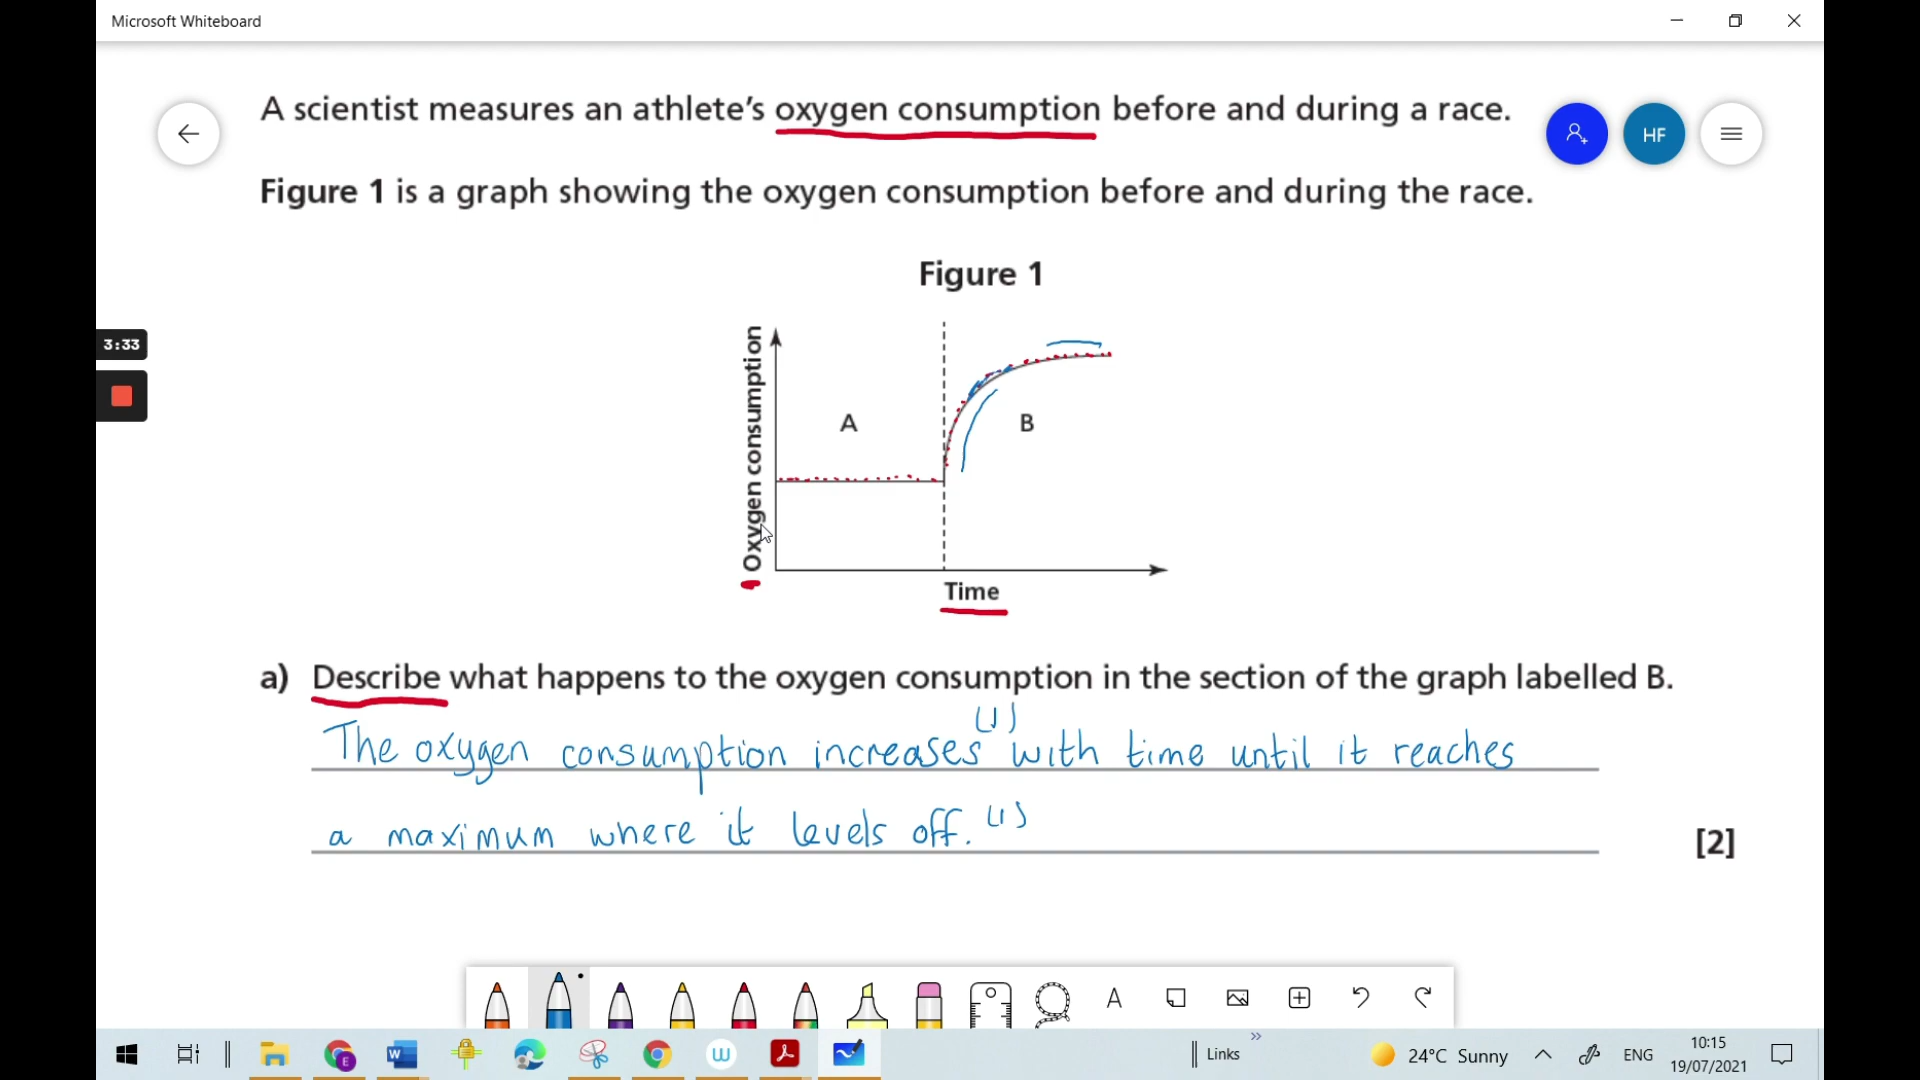 Microsoft Whiteboard
A scientist measures an athlete's oxygen consumption before and during a race.
HF
Figure 1 is a graph showing the oxygen consumption before and during the race.
Figure 1
3:33
Oxygen consumption
A
B
Time
a) Describe what happens to the oxygen consumption in the section of the graph labelled B.
(1)
The oxygen consumption increases with time until it reaches
a maximum where it levels off. (1)
[2]
A
E
W
W
Links
24°C Sunny
ENG
10:15
19/07/2021